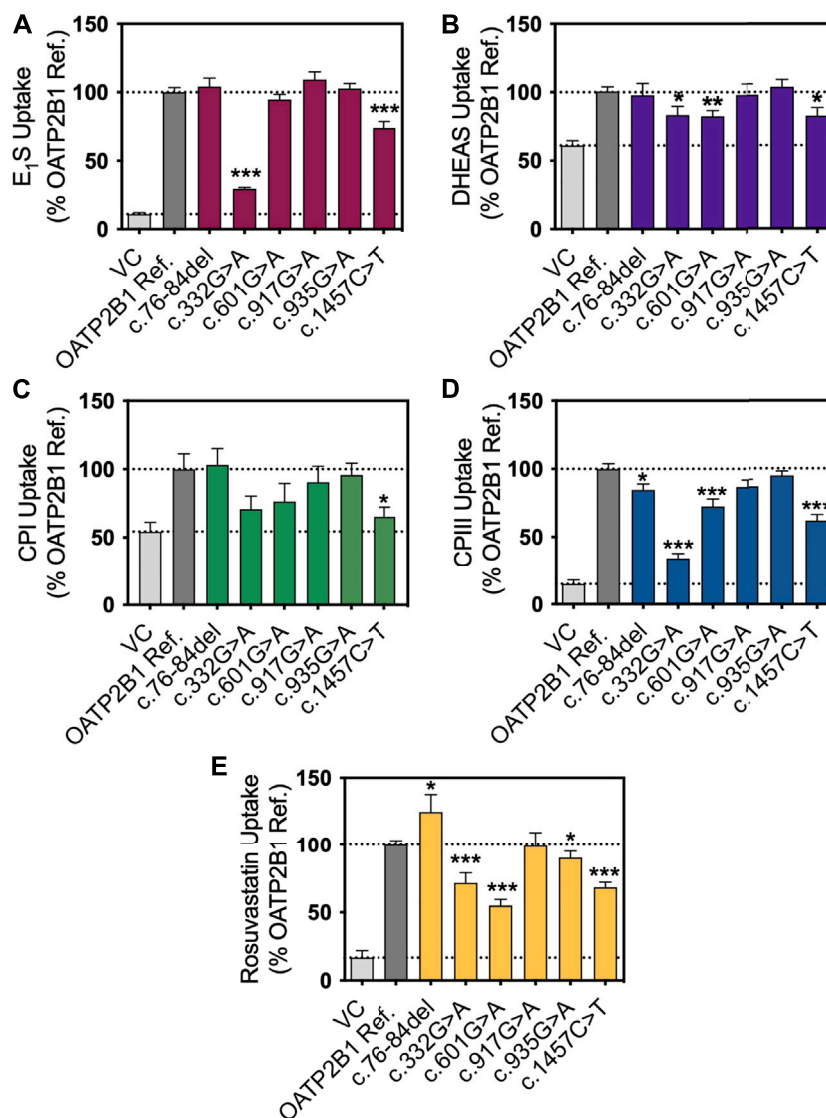 A
E₁S Uptake
(% OATP2B1 Ref.)
150
100
50
0
***
***
VC
OATP2B1 Ref.
c.76-84del
c.332G>A
c.601G>A
c.917G>A
c.935G>A
c.1457C>T
B
DHEAS Uptake
(% OATP2B1 Ref.)
150
100
50
0
*
**
*
VC
OATP2B1 Ref.
c.76-84del
c.332G>A
c.601G>A
c.917G>A
c.935G>A
c.1457C>T
C
CPI Uptake
(% OATP2B1 Ref.)
150
100
50
0
*
VC
OATP2B1 Ref.
c.76-84del
c.332G>A
c.601G>A
c.917G>A
c.935G>A
c.1457C>T
D
CPIII Uptake
(% OATP2B1 Ref.)
150
100
50
0
*
***
***
***
VC
OATP2B1 Ref.
c.76-84del
c.332G>A
c.601G>A
c.917G>A
c.935G>A
c.1457C>T
E
Rosuvastatin Uptake
(% OATP2B1 Ref.)
150
100
50
0
*
***
***
*
***
VC
OATP2B1 Ref.
c.76-84del
c.332G>A
c.601G>A
c.917G>A
c.935G>A
c.1457C>T